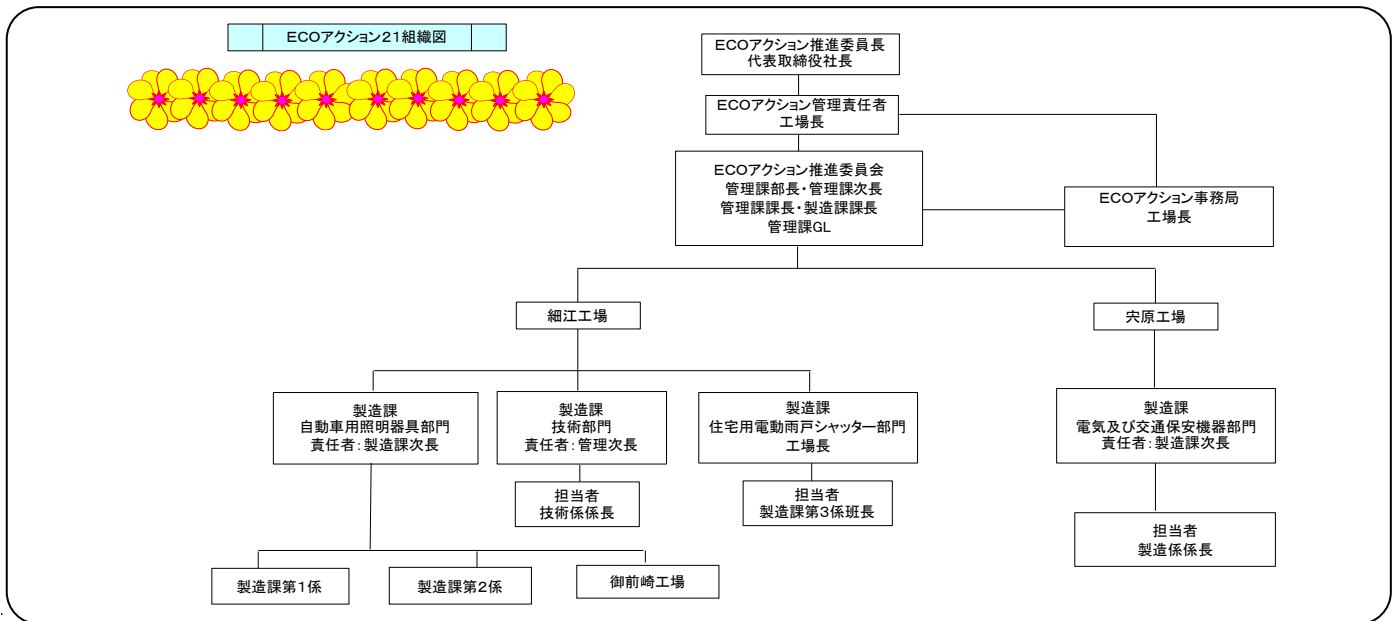 ECOアクション21組織図
ECOアクション推進委員長
代表取締役社長
ECOアクション管理責任者
工場長
ECOアクション推進委員会
管理課部長・管理課次長
管理課課長・製造課課長
管理課GL
ECOアクション事務局
工場長
細江工場
宍原工場
製造課
自動車用照明器具部門
責任者:製造課次長
製造課
技術部門
責任者:管理次長
製造課
住宅用電動雨戸シャッター部門
工場長
製造課
電気及び交通保安機器部門
責任者:製造課次長
担当者
技術係係長
担当者
製造課第3係班長
担当者
製造係係長
製造課第1係
製造課第2係
御前崎工場